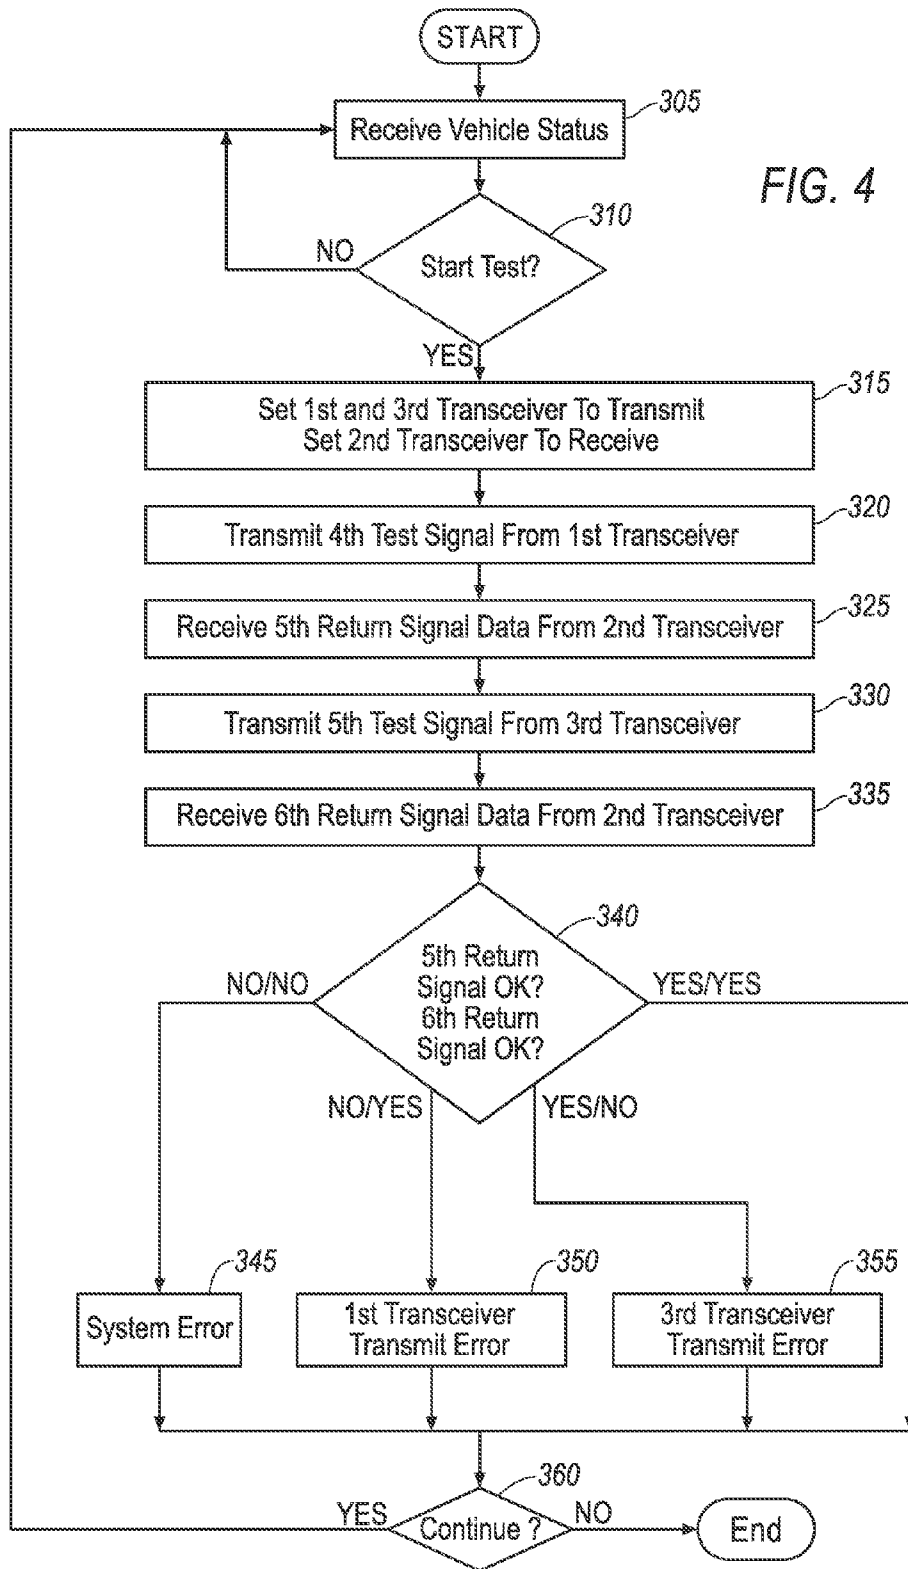 START
305
Receive Vehicle Status
FIG. 4
310
NO
Start Test?
YES
315
Set 1st and 3rd Transceiver To Transmit
Set 2nd Transceiver To Receive
320
Transmit 4th Test Signal From 1st Transceiver
325
Receive 5th Return Signal Data From 2nd Transceiver
330
Transmit 5th Test Signal From 3rd Transceiver
335
Receive 6th Return Signal Data From 2nd Transceiver
340
5th Return
Signal OK?
6th Return
Signal OK?
NO/NO
YES/YES
NO/YES
YES/NO
345
System Error
350
1st Transceiver
Transmit Error
355
3rd Transceiver
Transmit Error
360
YES
Continue ?
NO
End